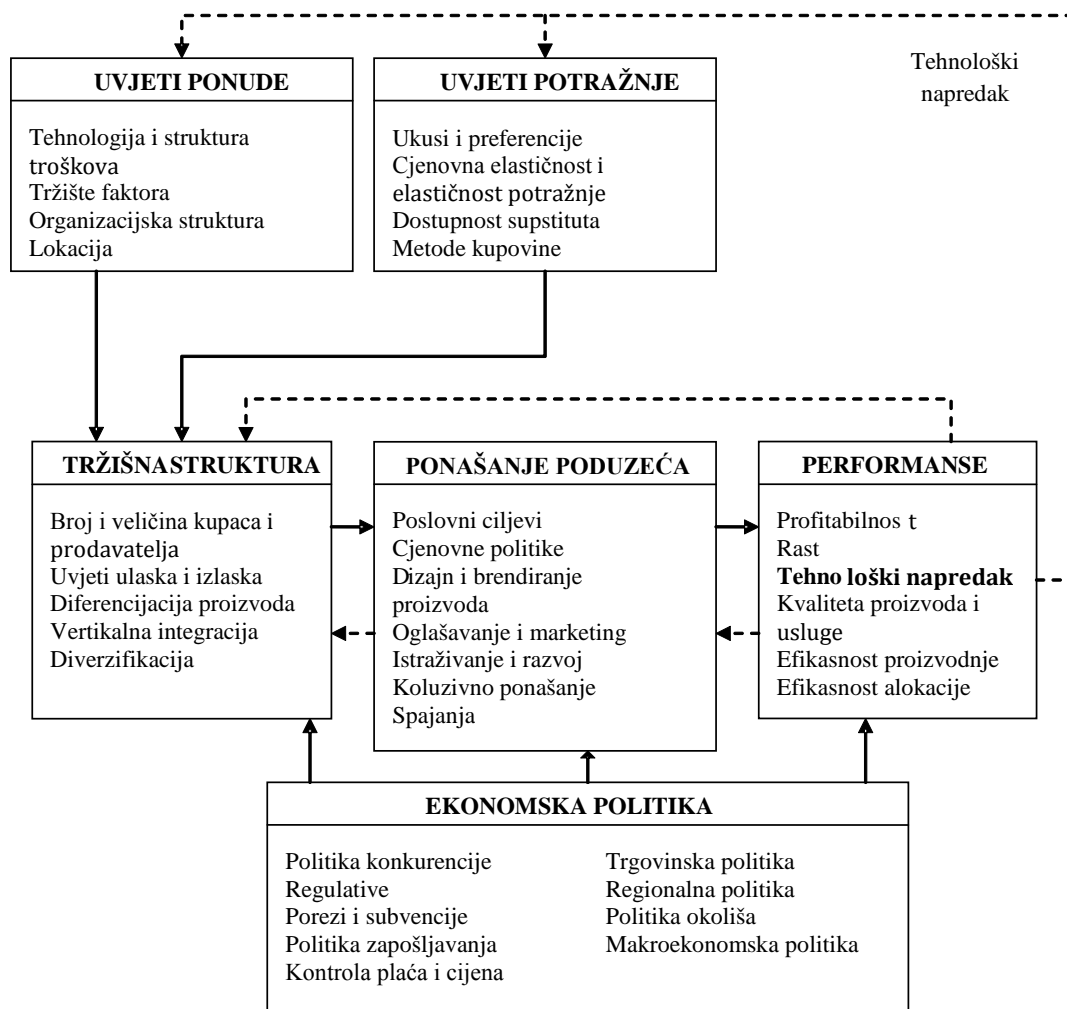 Tehnološki
napredak
UVJETI PONUDE
Tehnologija i struktura
troškova
Tržište faktora
Organizacijska struktura
Lokacija
UVJETI POTRAŽNJE
Ukusi i preferencije
Cjenovna elastičnost i
elastičnost potražnje
Dostupnost supstituta
Metode kupovine
TRŽIŠNASTRUKTURA
Broj i veličina kupaca i
prodavatelja
Uvjeti ulaska i izlaska
Diferencijacija proizvoda
Vertikalna integracija
Diverzifikacija
PONAŠANJE PODUZEĆA
Poslovni ciljevi
Cjenovne politike
Dizajn i brendiranje
proizvoda
Oglašavanje i marketing
Istraživanje i razvoj
Koluzivno ponašanje
Spajanja
PERFORMANSE
Profitabilnos t
Rast
Tehno loški napredak
Kvaliteta proizvoda i
usluge
Efikasnost proizvodnje
Efikasnost alokacije
EKONOMSKA POLITIKA
Politika konkurencije
Regulative
Porezi i subvencije
Politika zapošljavanja
Kontrola plaća i cijena
Trgovinska politika
Regionalna politika
Politika okoliša
Makroekonomska politika